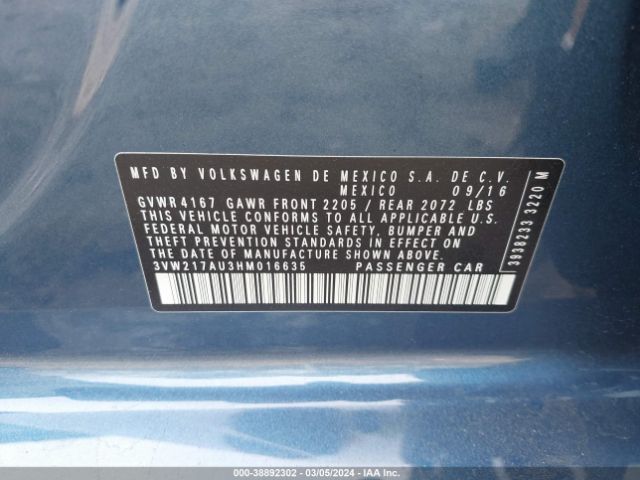 MFD BY VOLKSWAGEN DE MEXICO S.A. DE C.V.
MEXICO 09/16
GVWR 4167 GAWR FRONT 2205 / REAR 2072 LBS
THIS VEHICLE CONFORMS TO ALL APPLICABLE U.S.
FEDERAL MOTOR VEHICLE SAFETY, BUMPER AND
THEFT PREVENTION STANDARDS IN EFFECT ON
THE DATE OF MANUFACTURE SHOWN ABOVE.
3VW217AU3HM016635 PASSENGER CAR
3938233 3220 M
000-38892302 - 03/05/2024 - IAA Inc.